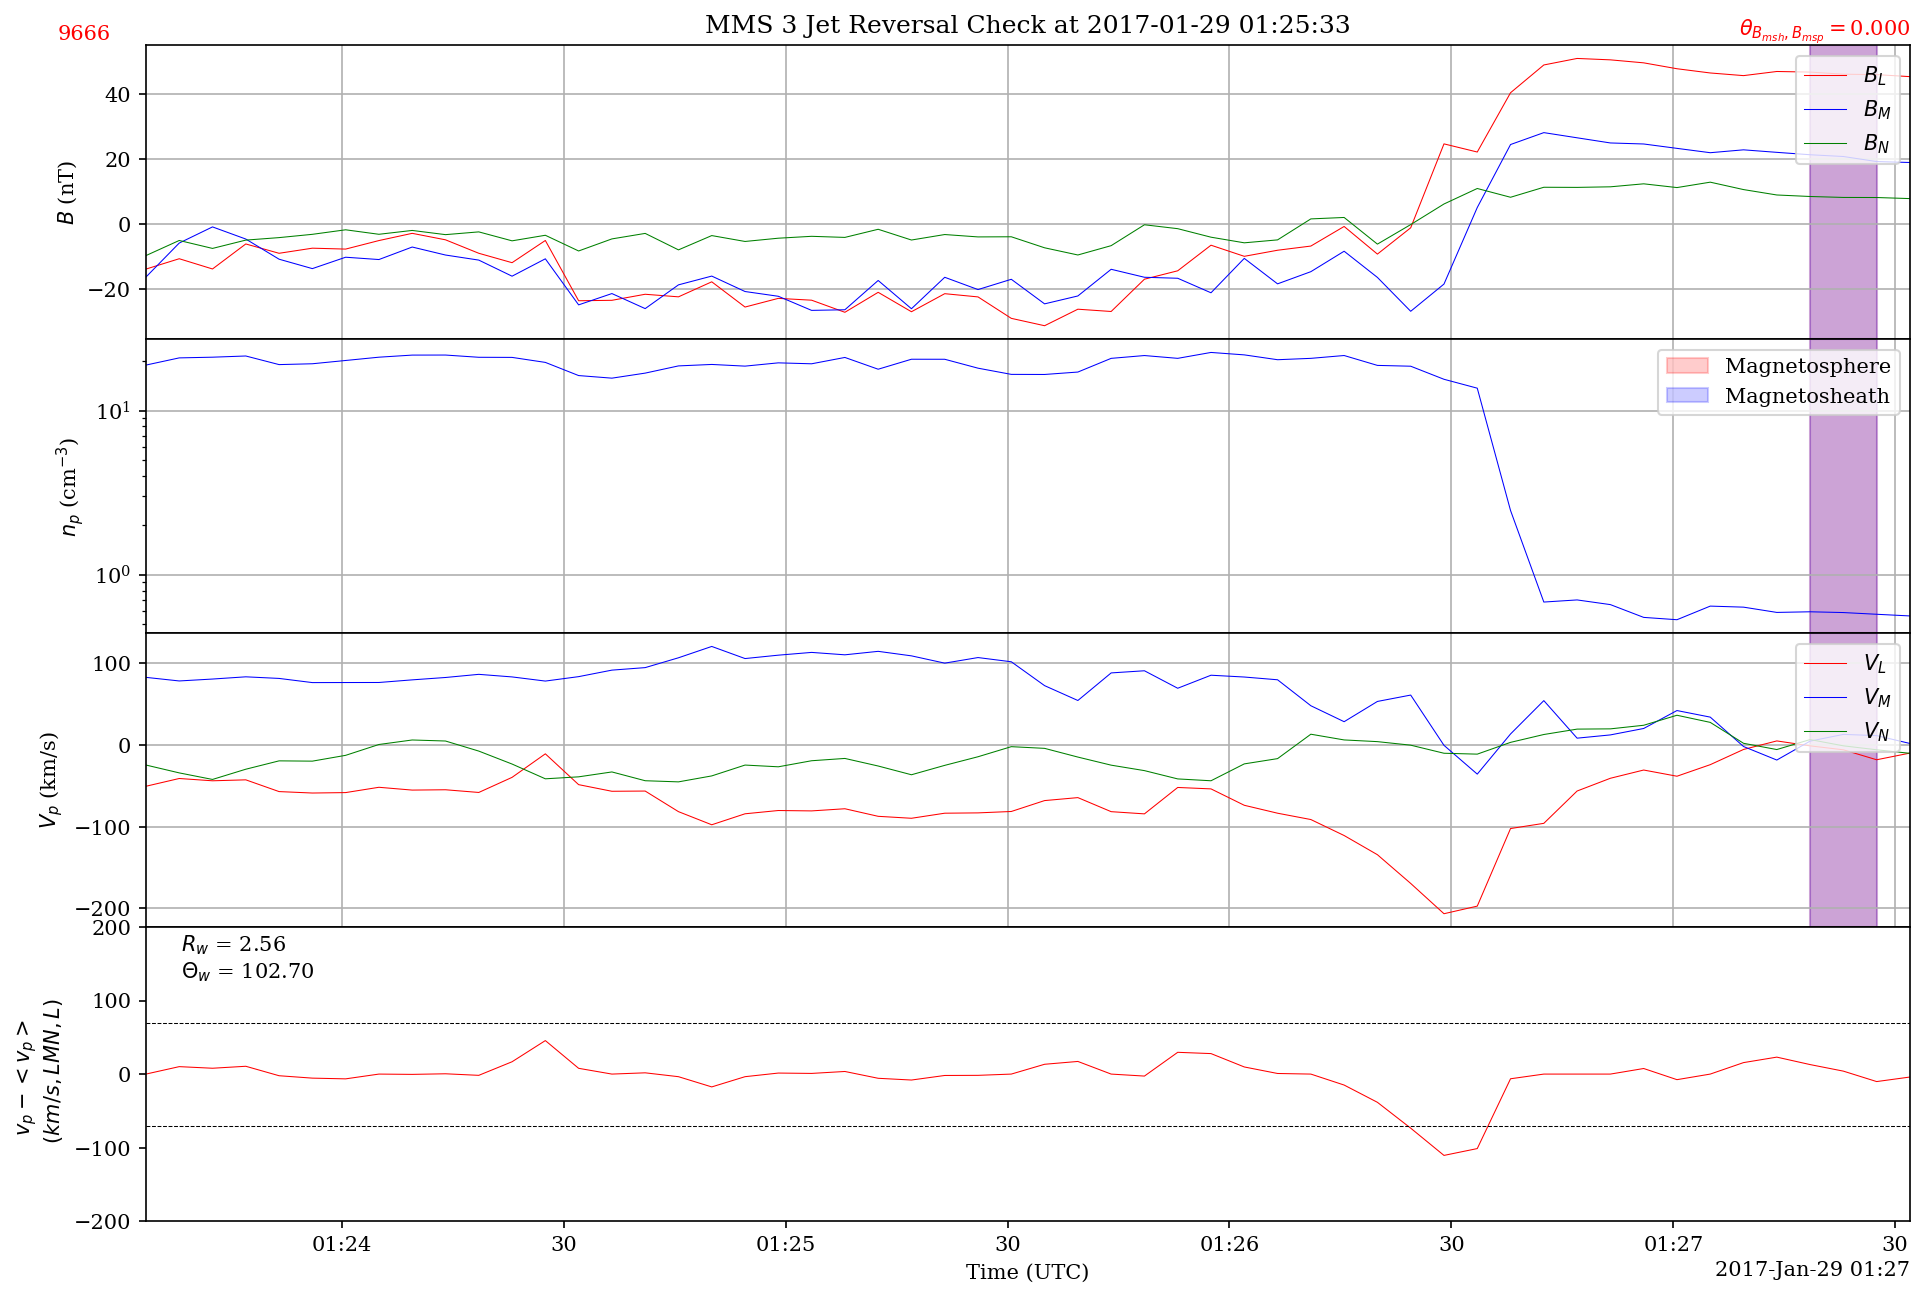 9666
MMS 3 Jet Reversal Check at 2017-01-29 01:25:33
θ_{B_{msh}, B_{msp}} = 0.000
B (nT)
40
20
0
−20
B_L
B_M
B_N
n_p (cm^{−3})
10^1
10^0
Magnetosphere
Magnetosheath
V_p (km/s)
100
0
−100
−200
V_L
V_M
V_N
v_p − < v_p >
(km/s, LMN, L)
200
100
0
−100
−200
R_w = 2.56
Θ_w = 102.70
01:24
30
01:25
30
01:26
30
01:27
30
Time (UTC)
2017-Jan-29 01:27